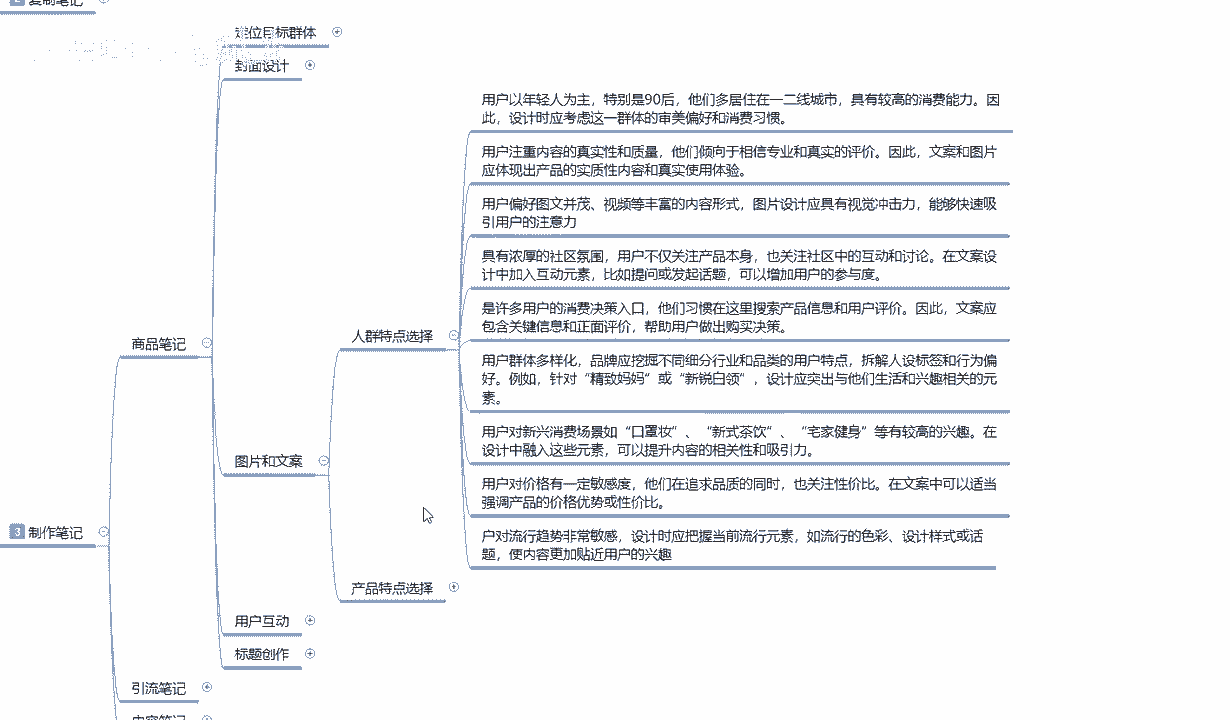 复制笔记
定位目标群体
封面设计
用户以年轻人为主，特别是90后，他们多居住在一二线城市，具有较高的消费能力。因
此，设计时应考虑这一群体的审美偏好和消费习惯。
用户注重内容的真实性和质量，他们倾向于相信专业和真实的评价。因此，文案和图片
应体现出产品的实质性内容和真实使用体验。
用户偏好图文并茂、视频等丰富的内容形式，图片设计应具有视觉冲击力，能够快速吸
引用户的注意力
具有浓厚的社区氛围，用户不仅关注产品本身，也关注社区中的互动和讨论。在文案设
计中加入互动元素，比如提问或发起话题，可以增加用户的参与度。
是许多用户的消费决策入口，他们习惯在这里搜索产品信息和用户评价。因此，文案应
包含关键信息和正面评价，帮助用户做出购买决策。
商品笔记
人群特点选择
用户群体多样化，品牌应挖掘不同细分行业和品类的用户特点，拆解人设标签和行为偏
好。例如，针对“精致妈妈”或“新锐白领”，设计应突出与他们生活和兴趣相关的元
素。
用户对新兴消费场景如“口罩妆”、“新式茶饮”、“宅家健身”等有较高的兴趣。在
设计中融入这些元素，可以提升内容的相关性和吸引力。
图片和文案
用户对价格有一定敏感度，他们在追求品质的同时，也关注性价比。在文案中可以适当
强调产品的价格优势或性价比。
3 制作笔记
户对流行趋势非常敏感，设计时应把握当前流行元素，如流行的色彩、设计样式或话
题，使内容更加贴近用户的兴趣
产品特点选择
用户互动
标题创作
引流笔记
内容笔记